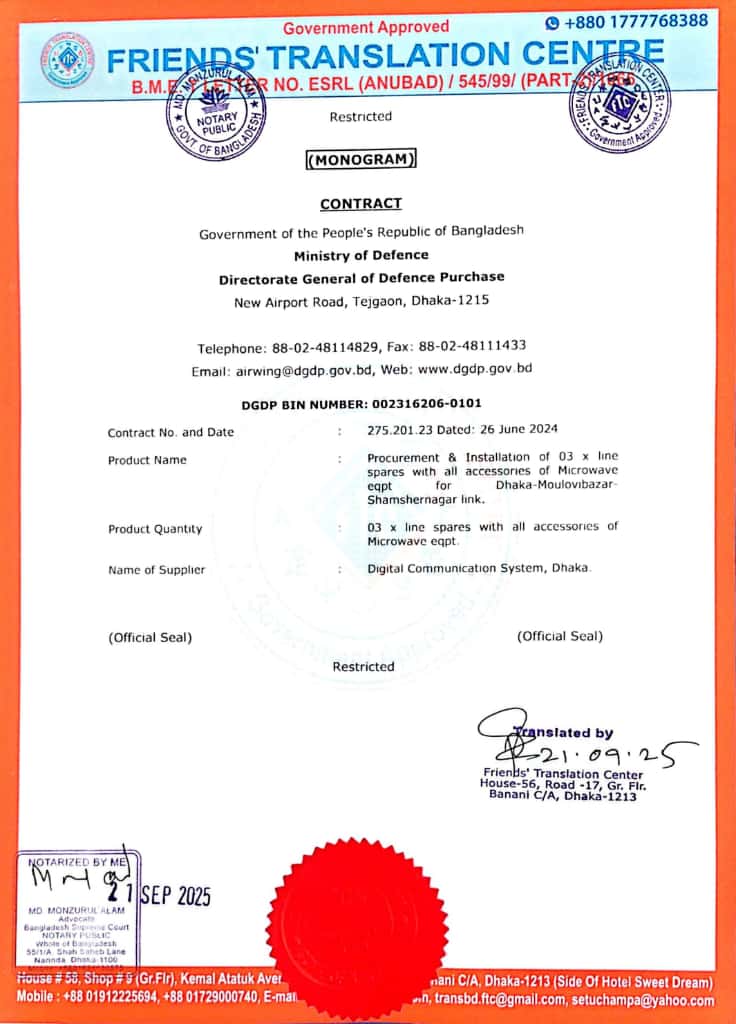 Government Approved
+880 1777768388
FRIENDS' TRANSLATION CENTRE
B.M.E. LETTER NO. ESRL (ANUBAD) / 545/99/ (PART-
MD. MONZURUL ALAM
NOTARY
PUBLIC
GOVT OF BANGLADESH
FRIENDS' TRANSLATION CENTER
FTC
Government Approved
Restricted
(MONOGRAM)
CONTRACT
Government of the People's Republic of Bangladesh
Ministry of Defence
Directorate General of Defence Purchase
New Airport Road, Tejgaon, Dhaka-1215
Telephone: 88-02-48114829, Fax: 88-02-48111433
Email: airwing@dgdp.gov.bd, Web: www.dgdp.gov.bd
DGDP BIN NUMBER: 002316206-0101
Contract No. and Date : 275.201.23 Dated: 26 June 2024
Product Name : Procurement & Installation of 03 x line
spares with all accessories of Microwave
eqpt for Dhaka-Moulovibazar-
Shamshernagar link.
Product Quantity : 03 x line spares with all accessories of
Microwave eqpt.
Name of Supplier : Digital Communication System, Dhaka.
(Official Seal) (Official Seal)
Restricted
Government Approved
Translated by
21.09.25
Friends' Translation Center
House-56, Road -17, Gr. Flr.
Banani C/A, Dhaka-1213
NOTARIZED BY ME
21 SEP 2025
MD. MONZURUL ALAM
Advocate
Bangladesh Supreme Court
NOTARY PUBLIC
Whole of Bangladesh
55/1/A, Shah Saheb Lane
Narinda, Dhaka-1100
House # 58, Shop # 5 (Gr.Flr), Kemal Atatuk Aven nani C/A, Dhaka-1213 (Side Of Hotel Sweet Dream)
Mobile : +88 01912225694, +88 01729000740, E-mai transbd.ftc@gmail.com, setuchampa@yahoo.com